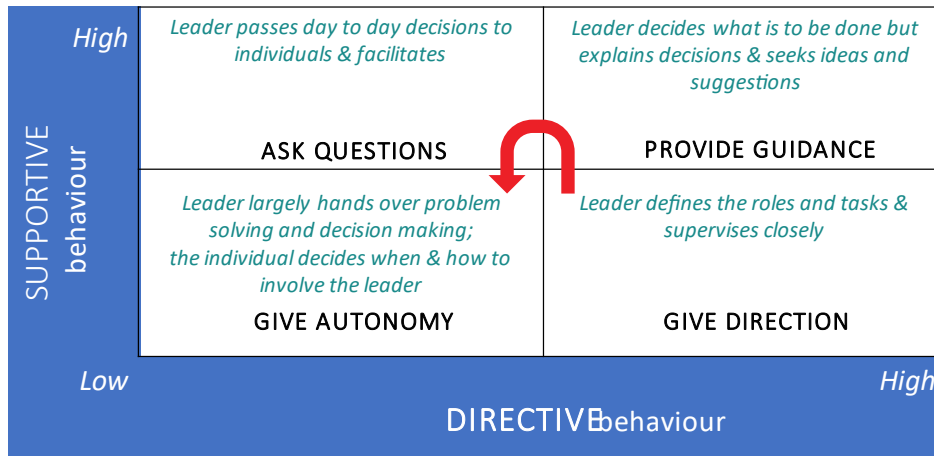 High
Leader passes day to day decisions to
individuals & facilitates
ASK QUESTIONS
Leader decides what is to be done but
explains decisions & seeks ideas and
suggestions
PROVIDE GUIDANCE
SUPPORTIVE
behaviour
Leader largely hands over problem
solving and decision making;
the individual decides when & how to
involve the leader
GIVE AUTONOMY
Leader defines the roles and tasks &
supervises closely
GIVE DIRECTION
Low
High
DIRECTIVE behaviour